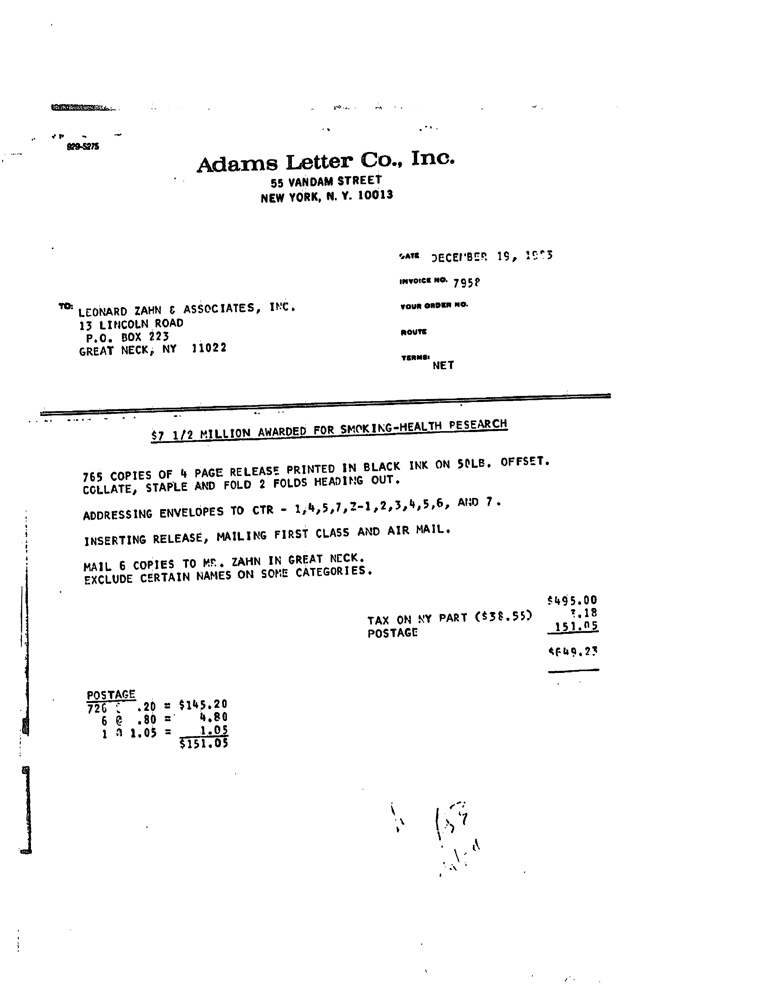 929-5275
Adams Letter Co., Inc.
55 VANDAM STREET
NEW YORK, N. Y. 10013
DATE DECEMBER 19,
INVOICE NO.
TO: LEONARD ZAHN & ASSOCIATES, INC.
13 LINCOLN ROAD
P.O. BOX 223
GREAT NECK, NY 11022
YOUR ORDER NO.
ROUTE
TERMS: NET
$7 1/2 MILLION AWARDED FOR SMOKING-HEALTH PESEARCH
765 COPIES OF 4 PAGE RELEASE PRINTED IN BLACK INK ON 50LB. OFFSET.
COLLATE, STAPLE AND FOLD 2 FOLDS HEADING OUT.
ADDRESSING ENVELOPES TO CTR - 1,4,5,7,Z-1,2,3,4,5,6, AND 7.
INSERTING RELEASE, MAILING FIRST CLASS AND AIR MAIL.
MAIL 6 COPIES TO MR. ZAHN IN GREAT NECK.
EXCLUDE CERTAIN NAMES ON SOME CATEGORIES.
$495.00
TAX ON NY PART ($38.55) 3.18
POSTAGE 151.05
$649.23
POSTAGE
726 @ .20 = $145.20
6 @ .80 = 4.80
1 @ 1.05 = 1.05
$151.05